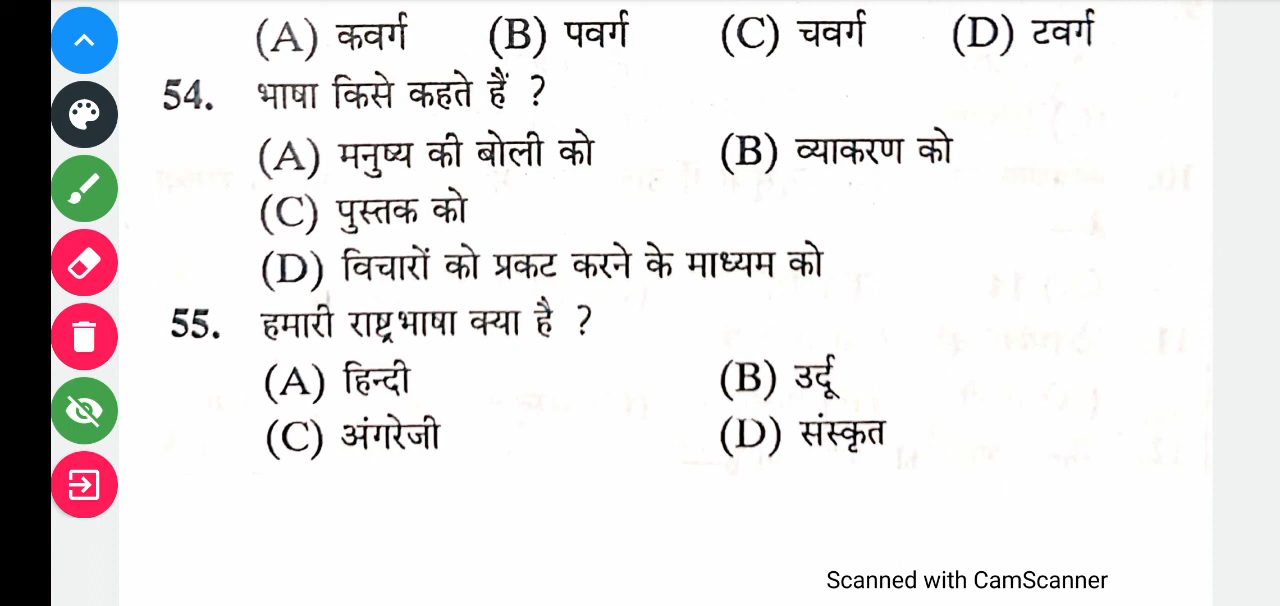 (A) कवर्ग (B) पवर्ग (C) चवर्ग (D) टवर्ग
54. भाषा किसे कहते हैं ?
(A) मनुष्य की बोली को (B) व्याकरण को
(C) पुस्तक को
(D) विचारों को प्रकट करने के माध्यम को
55. हमारी राष्ट्रभाषा क्या है ?
(A) हिन्दी (B) उर्दू
(C) अंगरेजी (D) संस्कृत
Scanned with CamScanner